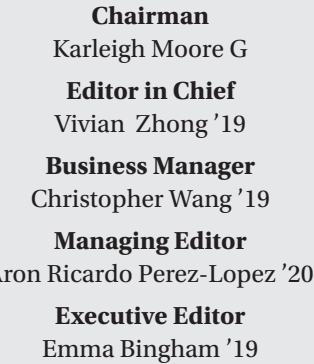 Chairman
Karleigh Moore G
Editor in Chief
Vivian Zhong ’19
Business Manager
Christopher Wang ’19
Managing Editor
Ricardo Perez-Lopez ’20
Executive Editor
Emma Bingham ’19